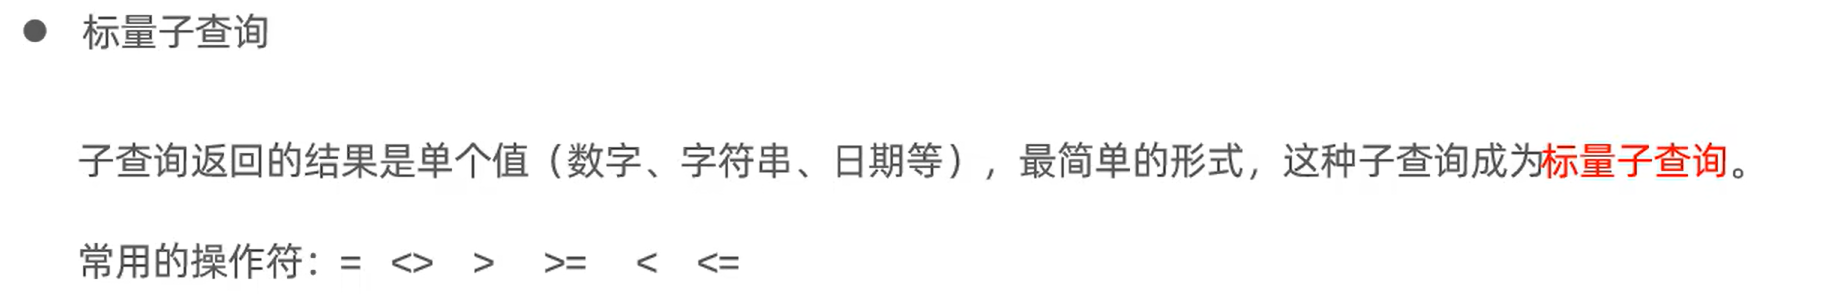 ● 标量子查询
子查询返回的结果是单个值（数字、字符串、日期等），最简单的形式，这种子查询成为标量子查询。
常用的操作符：= <> > >= < <=